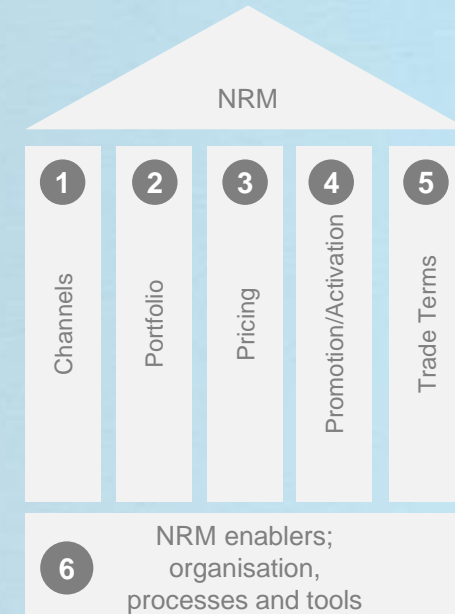 NRM
1
2
3
4
5
Channels
Portfolio
Pricing
Promotion/Activation
Trade Terms
6
NRM enablers;
organisation,
processes and tools